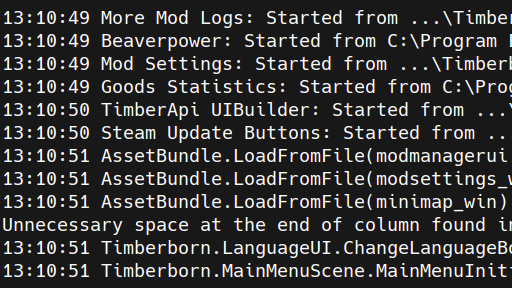 13:10:49 More Mod Logs: Started from ...\Timber
13:10:49 Beaverpower: Started from C:\Program
13:10:49 Mod Settings: Started from ...\Timberb
13:10:49 Goods Statistics: Started from C:\Prog
13:10:50 TimberApi UIBuilder: Started from ...\
13:10:50 Steam Update Buttons: Started from ..
13:10:51 AssetBundle.LoadFromFile(modmanagerui
13:10:51 AssetBundle.LoadFromFile(modsettings_w
13:10:51 AssetBundle.LoadFromFile(minimap_win)
Unnecessary space at the end of column found in
13:10:51 Timberborn.LanguageUI.ChangeLanguageBo
13:10:51 Timberborn.MainMenuScene.MainMenuIniti